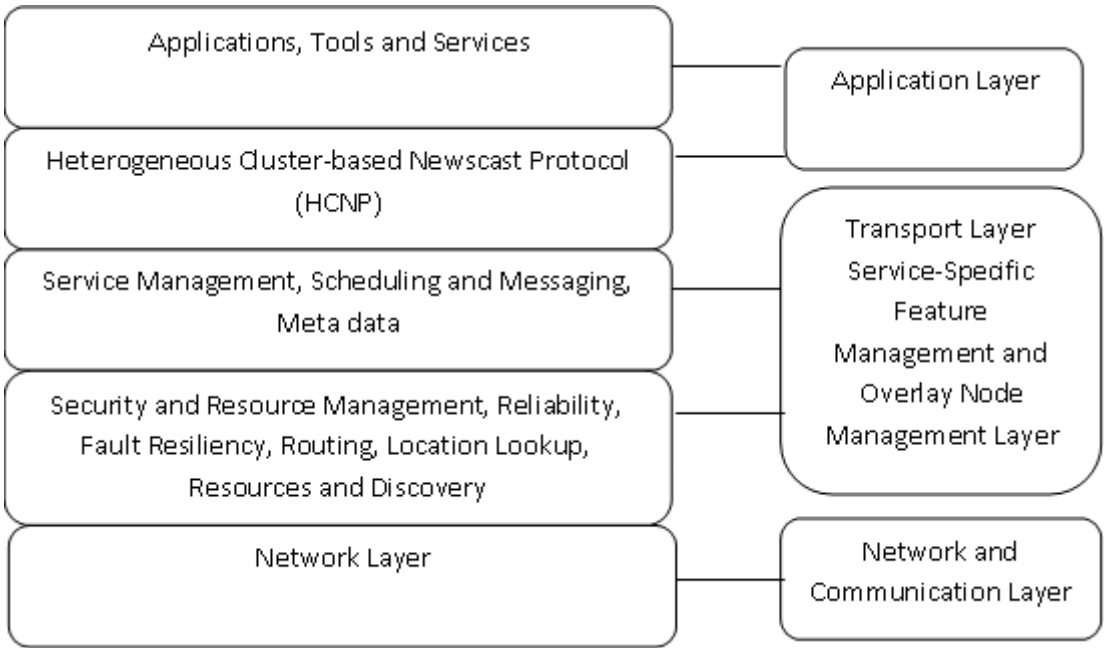 Applications, Tools and Services
Heterogeneous Cluster-based Newscast Protocol
(HCNP)
Service Management, Scheduling and Messaging,
Meta data
Security and Resource Management, Reliability,
Fault Resiliency, Routing, Location Lookup,
Resources and Discovery
Network Layer
Application Layer
Transport Layer
Service-Specific
Feature
Management and
Overlay Node
Management Layer
Network and
Communication Layer